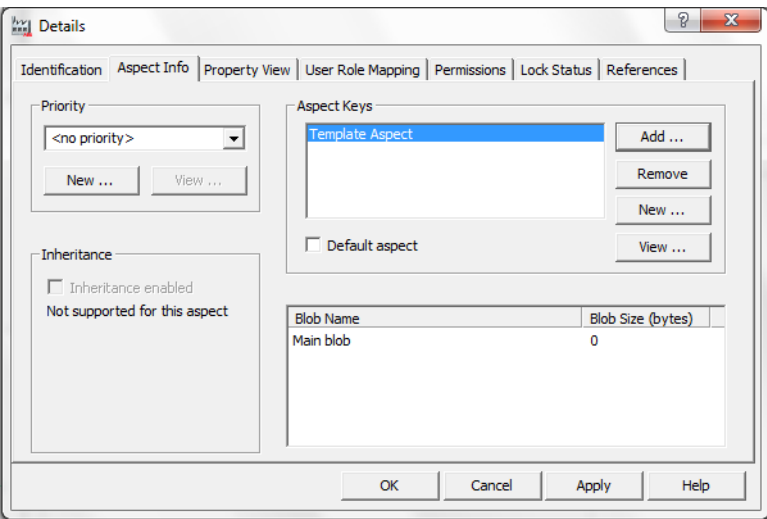 Details
Identification Aspect Info Property View User Role Mapping Permissions Lock Status References
Priority
<no priority>
New ... View ...
Aspect Keys
Template Aspect
Add ...
Remove
New ...
View ...
Default aspect
Inheritance
Inheritance enabled
Not supported for this aspect
Blob Name Blob Size (bytes)
Main blob 0
OK Cancel Apply Help